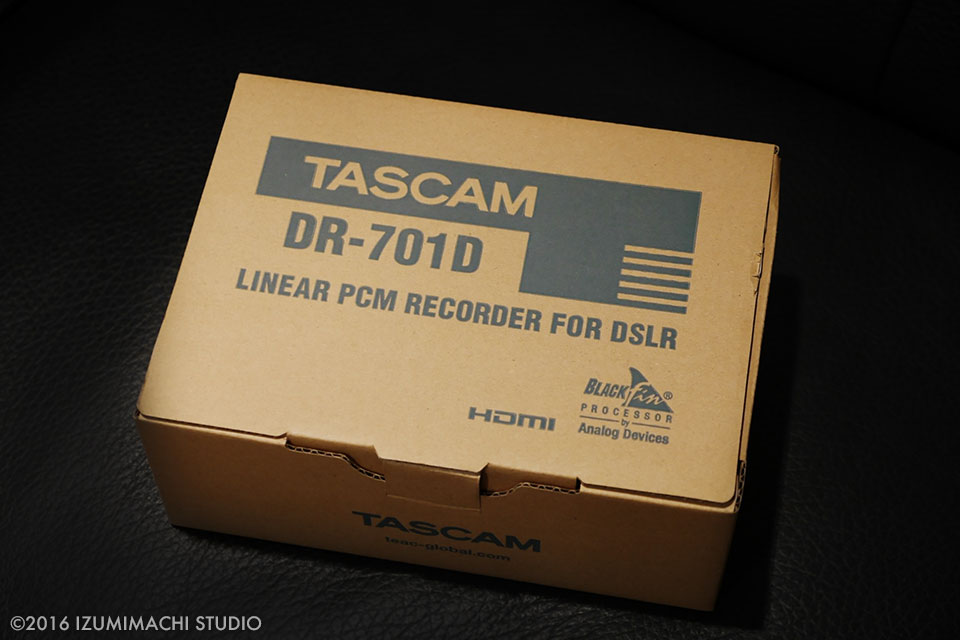 TASCAM
DR-701D
LINEAR PCM RECORDER FOR DSLR
HDMI
BLACKfin®
PROCESSOR
by
Analog Devices
TASCAM
teac-global.com
©2016 IZUMIMACHI STUDIO